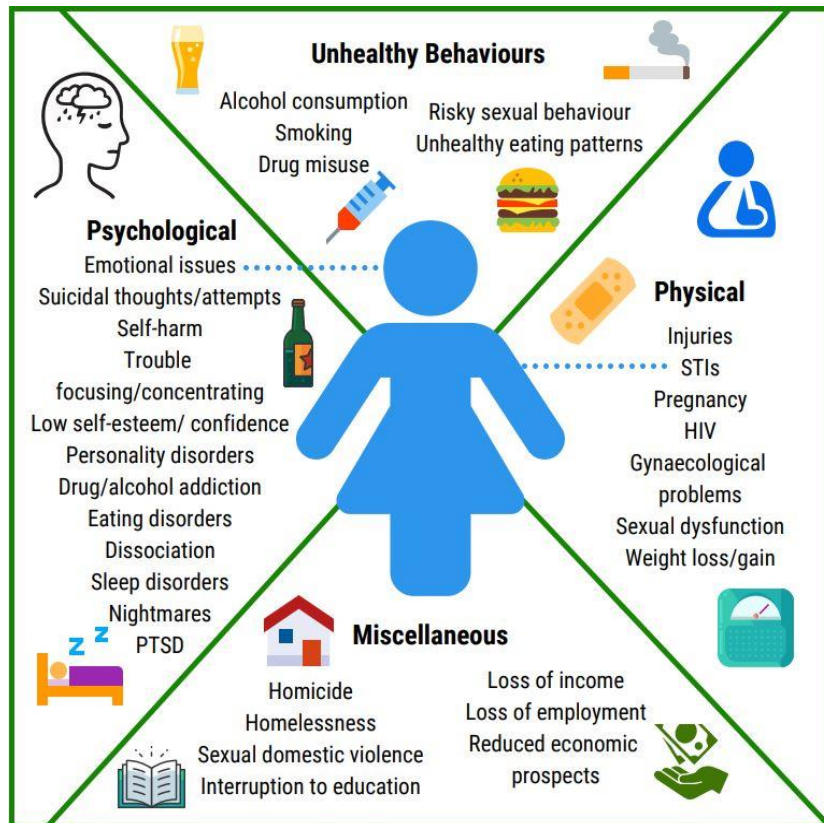 Unhealthy Behaviours
Alcohol consumption
Smoking
Drug misuse
Risky sexual behaviour
Unhealthy eating patterns
Psychological
Emotional issues
Suicidal thoughts/attempts
Self-harm
Trouble
focusing/concentrating
Low self-esteem/ confidence
Personality disorders
Drug/alcohol addiction
Eating disorders
Dissociation
Sleep disorders
Nightmares
PTSD
Z Z
Physical
Injuries
STIs
Pregnancy
HIV
Gynaecological
problems
Sexual dysfunction
Weight loss/gain
Miscellaneous
Homicide
Homelessness
Sexual domestic violence
Interruption to education
Loss of income
Loss of employment
Reduced economic
prospects